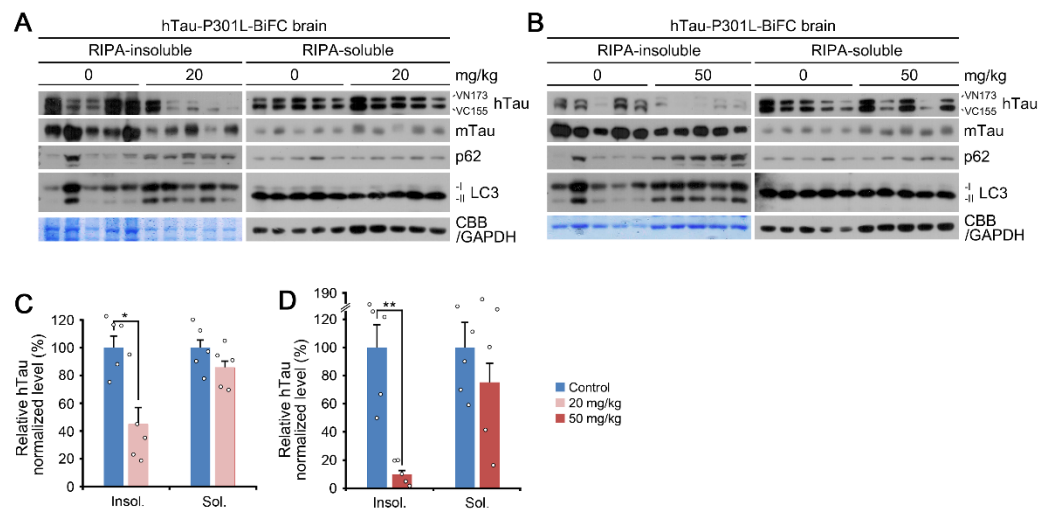 A
hTau-P301L-BiFC brain
RIPA-insoluble RIPA-soluble
0 20 0 20 mg/kg
VN173
VC155
hTau
mTau
p62
-I
-II
LC3
CBB
/GAPDH
B
hTau-P301L-BiFC brain
RIPA-insoluble RIPA-soluble
0 50 0 50 mg/kg
VN173
VC155
hTau
mTau
p62
-I
-II
LC3
CBB
/GAPDH
C
Relative hTau
normalized level (%)
120
100
80
60
40
20
0
*
Insol. Sol.
D
Relative hTau
normalized level (%)
190
120
100
80
60
40
20
0
**
Insol. Sol.
Control
20 mg/kg
50 mg/kg